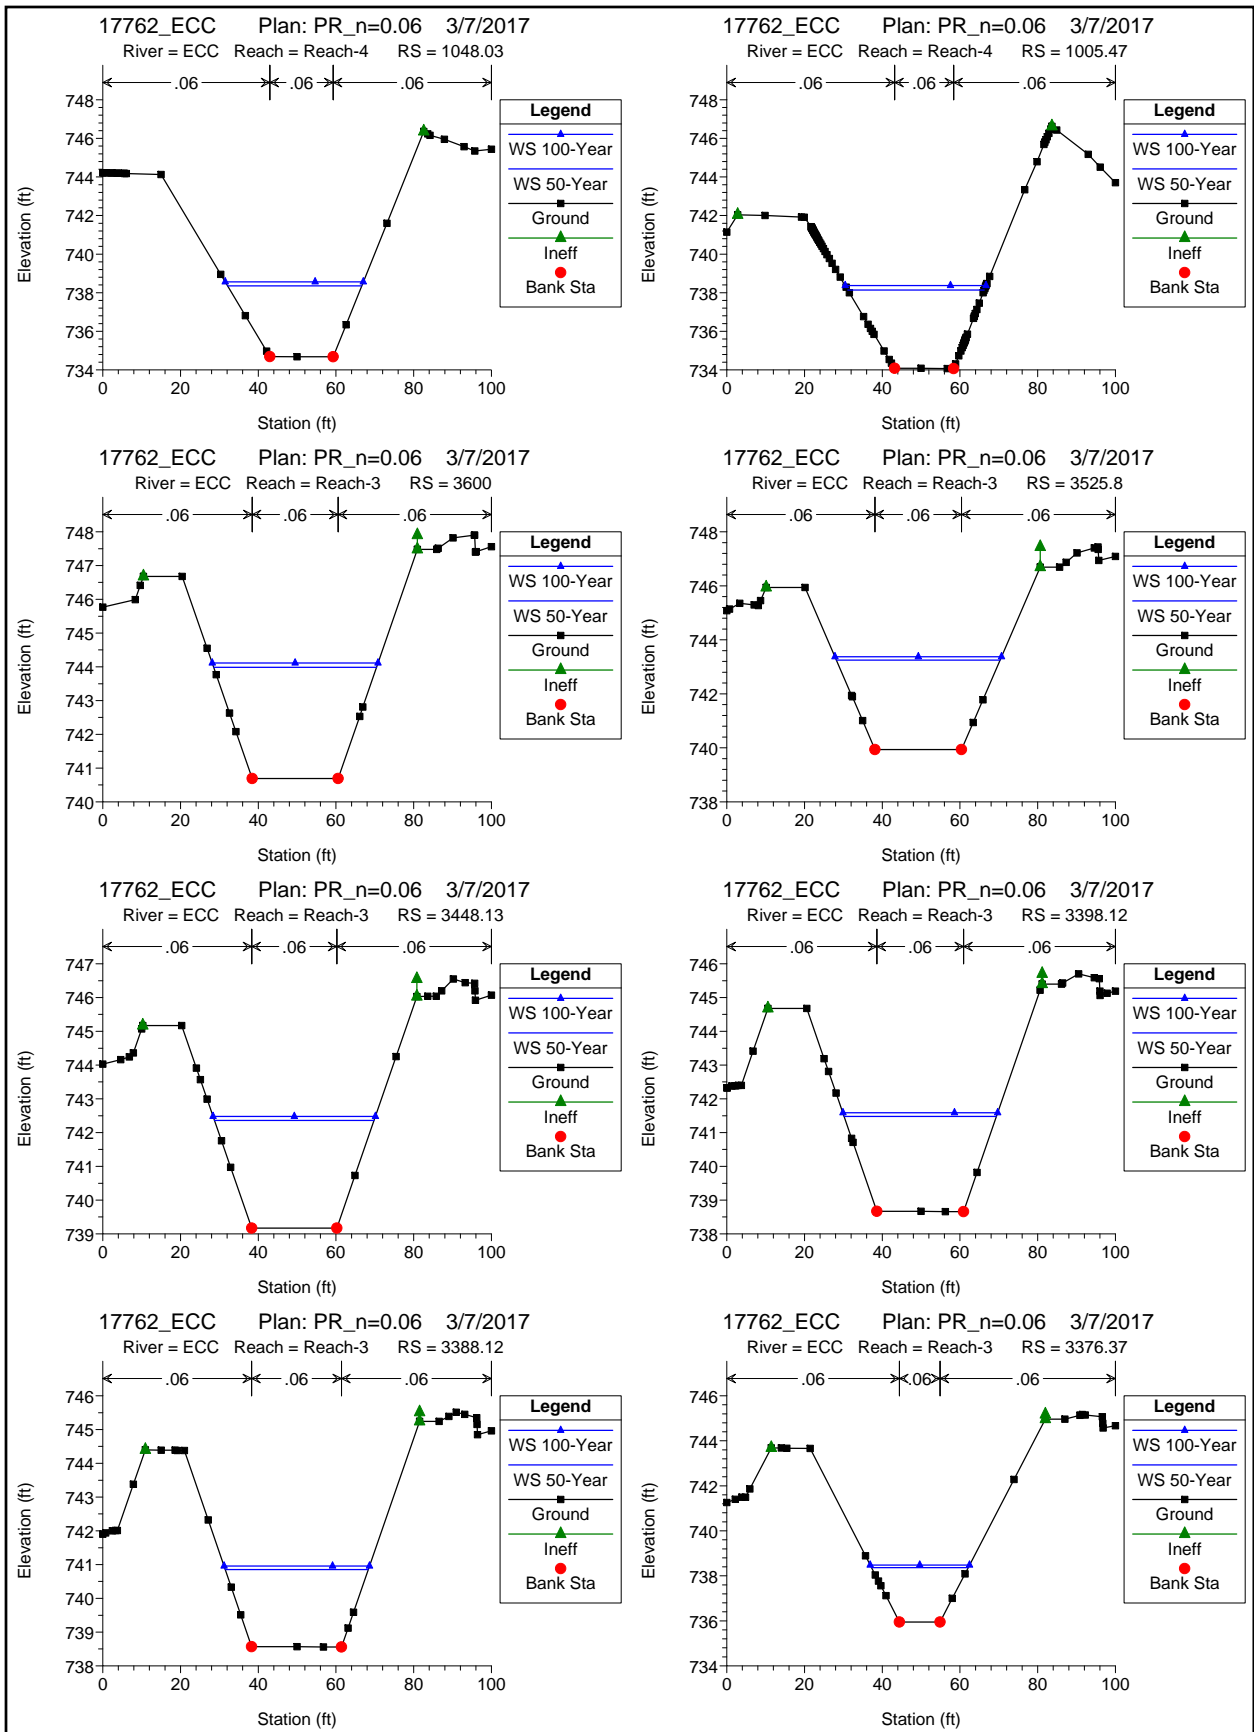 17762_ECC Plan: PR_n=0.06 3/7/2017
River = ECC Reach = Reach-4 RS = 1048.03
.06 .06 .06
748
746
744
742
740
738
736
734
0 20 40 60 80 100
Elevation (ft)
Station (ft)
Legend
WS 100-Year
WS 50-Year
Ground
Ineff
Bank Sta
17762_ECC Plan: PR_n=0.06 3/7/2017
River = ECC Reach = Reach-4 RS = 1005.47
.06 .06 .06
748
746
744
742
740
738
736
734
0 20 40 60 80 100
Elevation (ft)
Station (ft)
Legend
WS 100-Year
WS 50-Year
Ground
Ineff
Bank Sta
17762_ECC Plan: PR_n=0.06 3/7/2017
River = ECC Reach = Reach-3 RS = 3600
.06 .06 .06
748
747
746
745
744
743
742
741
740
0 20 40 60 80 100
Elevation (ft)
Station (ft)
Legend
WS 100-Year
WS 50-Year
Ground
Ineff
Bank Sta
17762_ECC Plan: PR_n=0.06 3/7/2017
River = ECC Reach = Reach-3 RS = 3525.8
.06 .06 .06
748
746
744
742
740
738
0 20 40 60 80 100
Elevation (ft)
Station (ft)
Legend
WS 100-Year
WS 50-Year
Ground
Ineff
Bank Sta
17762_ECC Plan: PR_n=0.06 3/7/2017
River = ECC Reach = Reach-3 RS = 3448.13
.06 .06 .06
747
746
745
744
743
742
741
740
739
0 20 40 60 80 100
Elevation (ft)
Station (ft)
Legend
WS 100-Year
WS 50-Year
Ground
Ineff
Bank Sta
17762_ECC Plan: PR_n=0.06 3/7/2017
River = ECC Reach = Reach-3 RS = 3398.12
.06 .06 .06
746
745
744
743
742
741
740
739
738
0 20 40 60 80 100
Elevation (ft)
Station (ft)
Legend
WS 100-Year
WS 50-Year
Ground
Ineff
Bank Sta
17762_ECC Plan: PR_n=0.06 3/7/2017
River = ECC Reach = Reach-3 RS = 3388.12
.06 .06 .06
746
745
744
743
742
741
740
739
738
0 20 40 60 80 100
Elevation (ft)
Station (ft)
Legend
WS 100-Year
WS 50-Year
Ground
Ineff
Bank Sta
17762_ECC Plan: PR_n=0.06 3/7/2017
River = ECC Reach = Reach-3 RS = 3376.37
.06 .06 .06
746
744
742
740
738
736
734
0 20 40 60 80 100
Elevation (ft)
Station (ft)
Legend
WS 100-Year
WS 50-Year
Ground
Ineff
Bank Sta